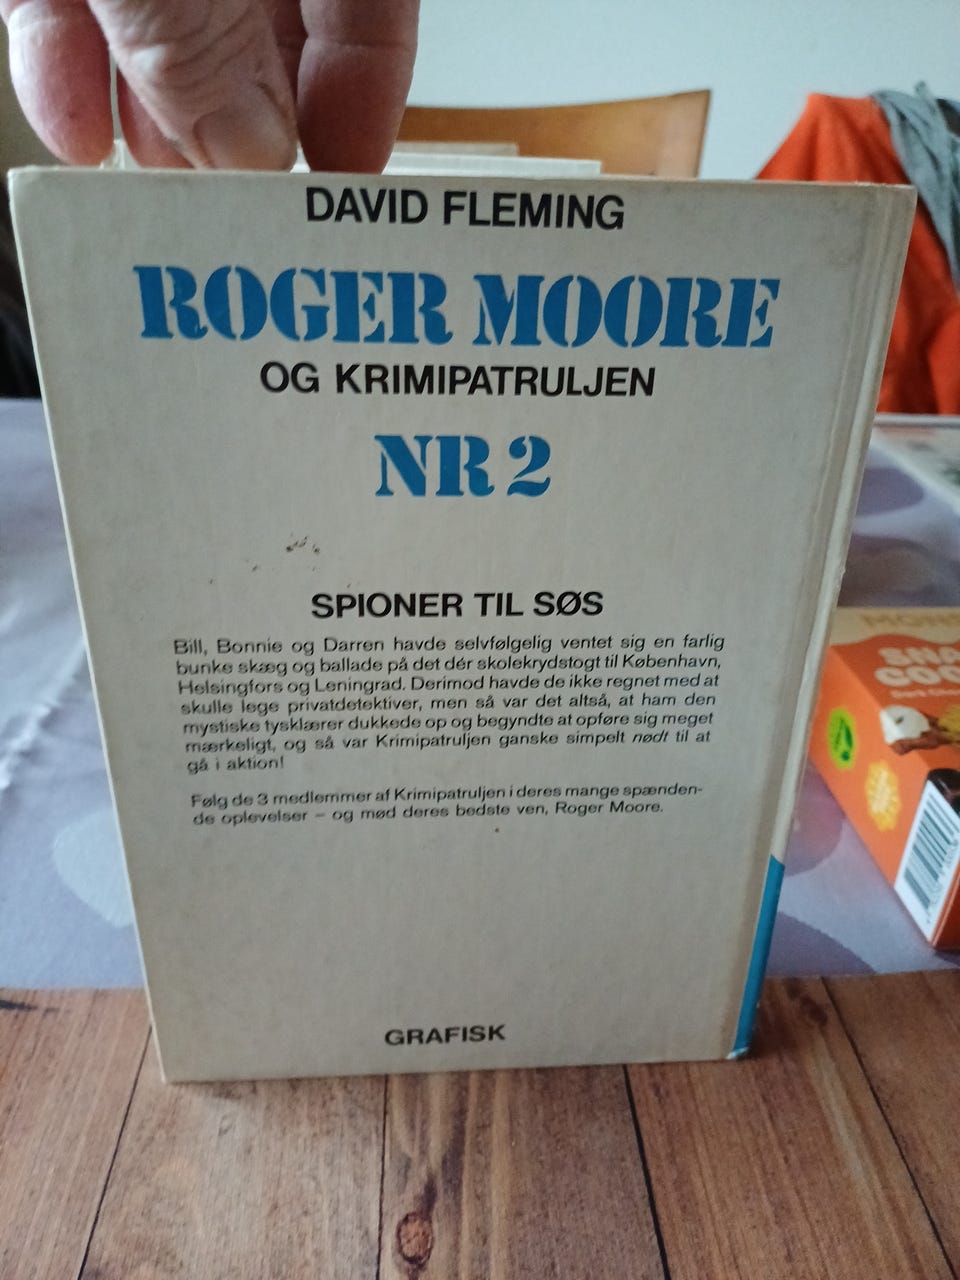 DAVID FLEMING
ROGER MOORE
OG KRIMIPATRULJEN
NR 2
SPIONER TIL SØS
Bill, Bonnie og Darren havde selvfølgelig ventet sig en farlig
bunke skæg og ballade på det dér skolekrydstogt til København,
Helsingfors og Leningrad. Derimod havde de ikke regnet med at
skulle lege privatdetektiver, men så var det altså, at ham den
mystiske tysklærer dukkede op og begyndte at opføre sig meget
mærkeligt, og så var Krimipatruljen ganske simpelt nødt til at
gå i aktion!
Følg de 3 medlemmer af Krimipatruljen i deres mange spænden-
de oplevelser – og mød deres bedste ven, Roger Moore.
GRAFISK